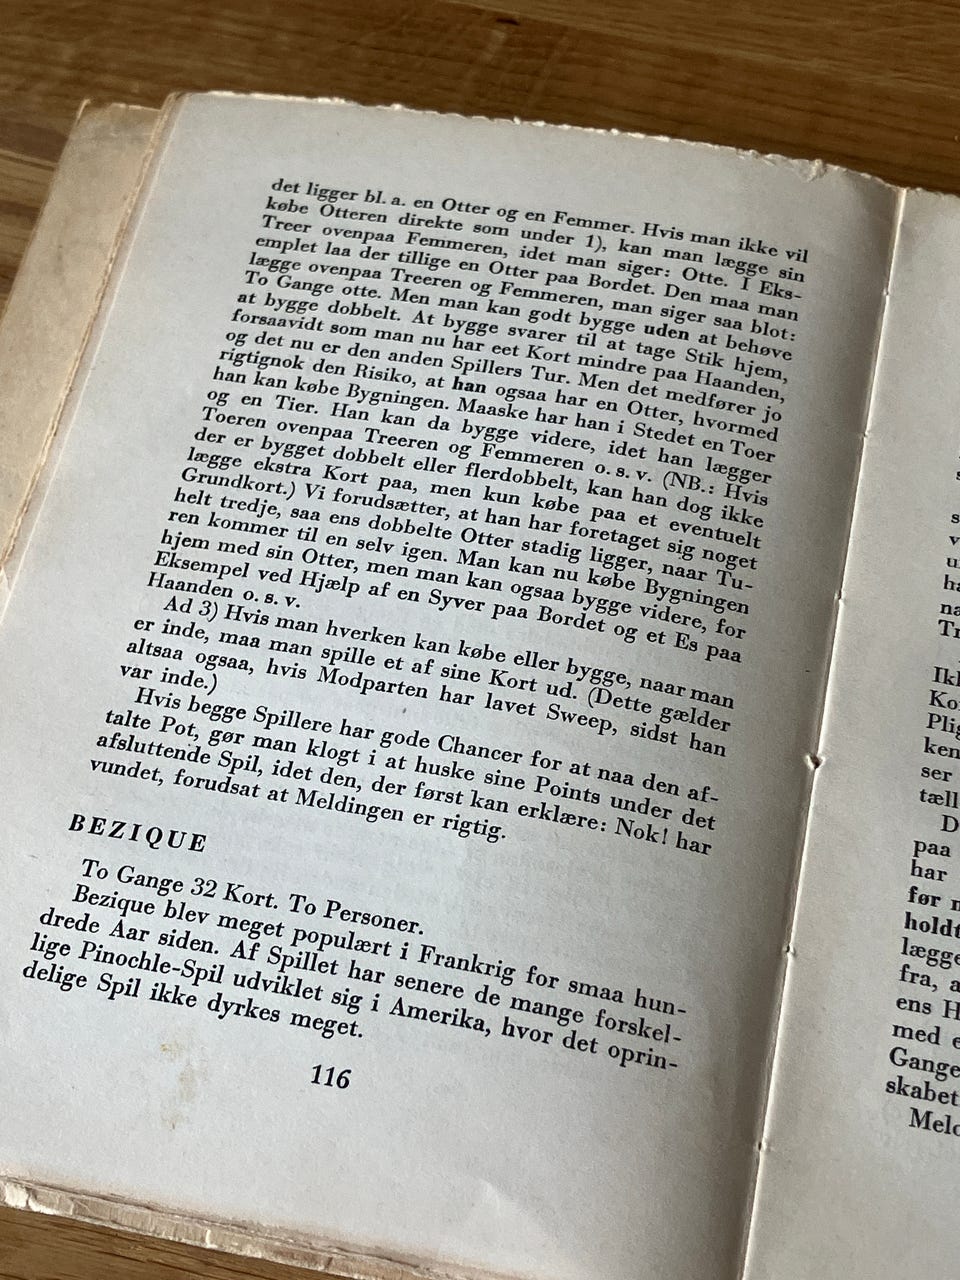 det ligger bl. a. en Otter og en Femmer. Hvis man ikke vil
købe Otteren direkte som under 1), kan man lægge sin
Treer ovenpaa Femmeren, idet man siger: Otte. I Eks-
emplet laa der tillige en Otter paa Bordet. Den maa man
lægge ovenpaa Treeren og Femmeren, man siger saa blot:
To Gange otte. Men man kan godt bygge uden at behøve
at bygge dobbelt. At bygge svarer til at tage Stik hjem,
forsaavidt som man nu har eet Kort mindre paa Haanden,
og det nu er den anden Spillers Tur. Men det medfører jo
rigtignok den Risiko, at han ogsaa har en Otter, hvormed
han kan købe Bygningen. Maaske har han i Stedet en Toer
og en Tier. Han kan da bygge videre, idet han lægger
Toeren ovenpaa Treeren og Femmeren o. s. v. (NB.: Hvis
der er bygget dobbelt eller flerdobbelt, kan han dog ikke
lægge ekstra Kort paa, men kun købe paa et eventuelt
Grundkort.) Vi forudsætter, at han har foretaget sig noget
helt tredje, saa ens dobbelte Otter stadig ligger, naar Tu-
ren kommer til en selv igen. Man kan nu købe Bygningen
hjem med sin Otter, men man kan ogsaa bygge videre, for
Eksempel ved Hjælp af en Syver paa Bordet og et Es paa
Haanden o. s. v.
Ad 3) Hvis man hverken kan købe eller bygge, naar man
er inde, maa man spille et af sine Kort ud. (Dette gælder
altsaa ogsaa, hvis Modparten har lavet Sweep, sidst han
var inde.)
Hvis begge Spillere har gode Chancer for at naa den af-
talte Pot, gør man klogt i at huske sine Points under det
afsluttende Spil, idet den, der først kan erklære: Nok! har
vundet, forudsat at Meldingen er rigtig.
BEZIQUE
To Gange 32 Kort. To Personer.
Bezique blev meget populært i Frankrig for smaa hun-
drede Aar siden. Af Spillet har senere de mange forskel-
lige Pinochle-Spil udviklet sig i Amerika, hvor det oprin-
delige Spil ikke dyrkes meget.
116
paa
har
før
ser
ens H
med
Gange